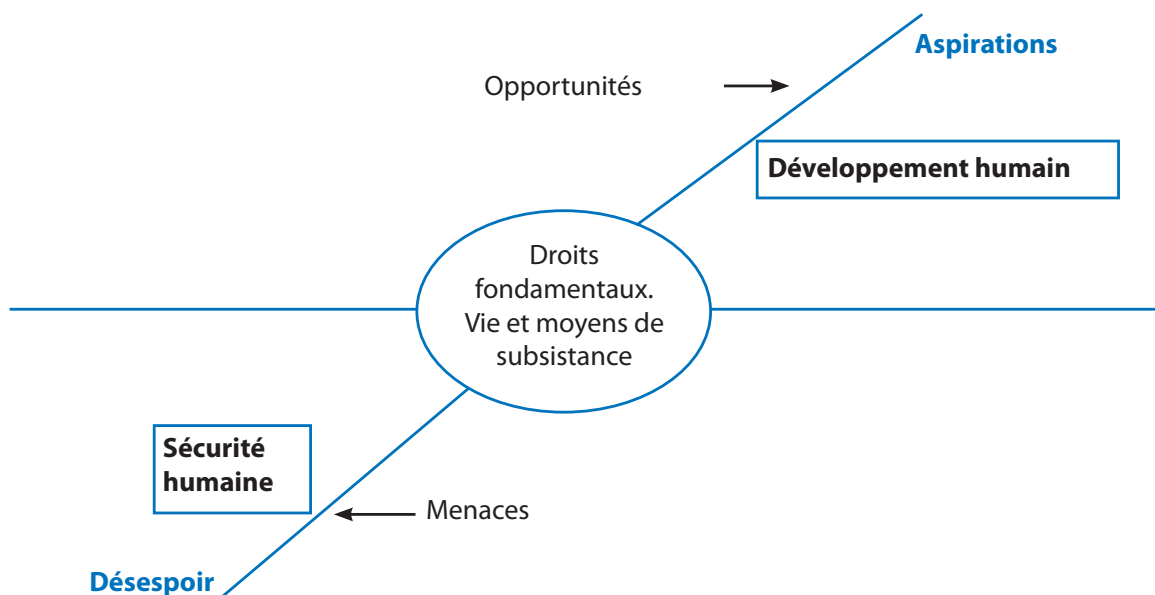 Aspirations
Opportunités
Développement humain
Droits
fondamentaux.
Vie et moyens de
subsistance
Sécurité
humaine
Menaces
Désespoir